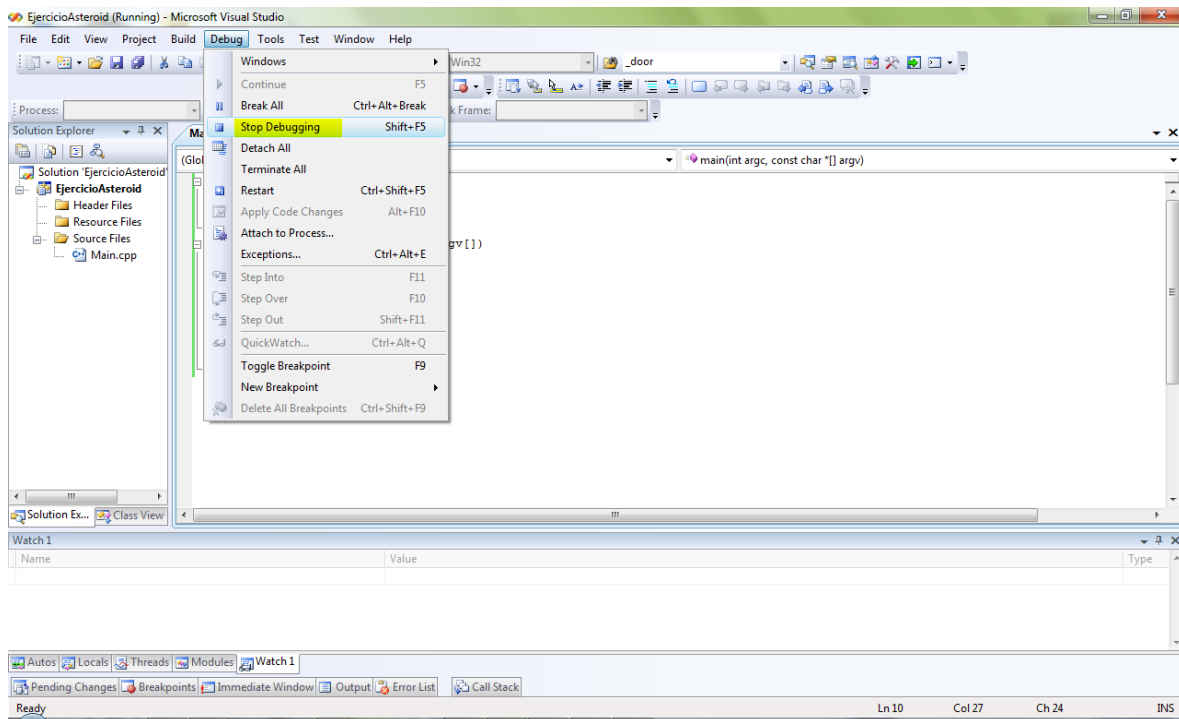 EjercicioAsteroid (Running) - Microsoft Visual Studio
File Edit View Project Build Debug Tools Test Window Help
Win32 _door
Process: k Frame:
Windows
Continue F5
Break All Ctrl+Alt+Break
Stop Debugging Shift+F5
Detach All
Terminate All
Restart Ctrl+Shift+F5
Apply Code Changes Alt+F10
Attach to Process...
Exceptions... Ctrl+Alt+E
Step Into F11
Step Over F10
Step Out Shift+F11
QuickWatch... Ctrl+Alt+Q
Toggle Breakpoint F9
New Breakpoint
Delete All Breakpoints Ctrl+Shift+F9
Solution Explorer
Solution 'EjercicioAsteroid'
EjercicioAsteroid
Header Files
Resource Files
Source Files
Main.cpp
Solution Ex... Class View
Ma
(Glol main(int argc, const char *[] argv)
gv[])
Watch 1
Name Value Type
Autos Locals Threads Modules Watch 1
Pending Changes Breakpoints Immediate Window Output Error List Call Stack
Ready Ln 10 Col 27 Ch 24 INS